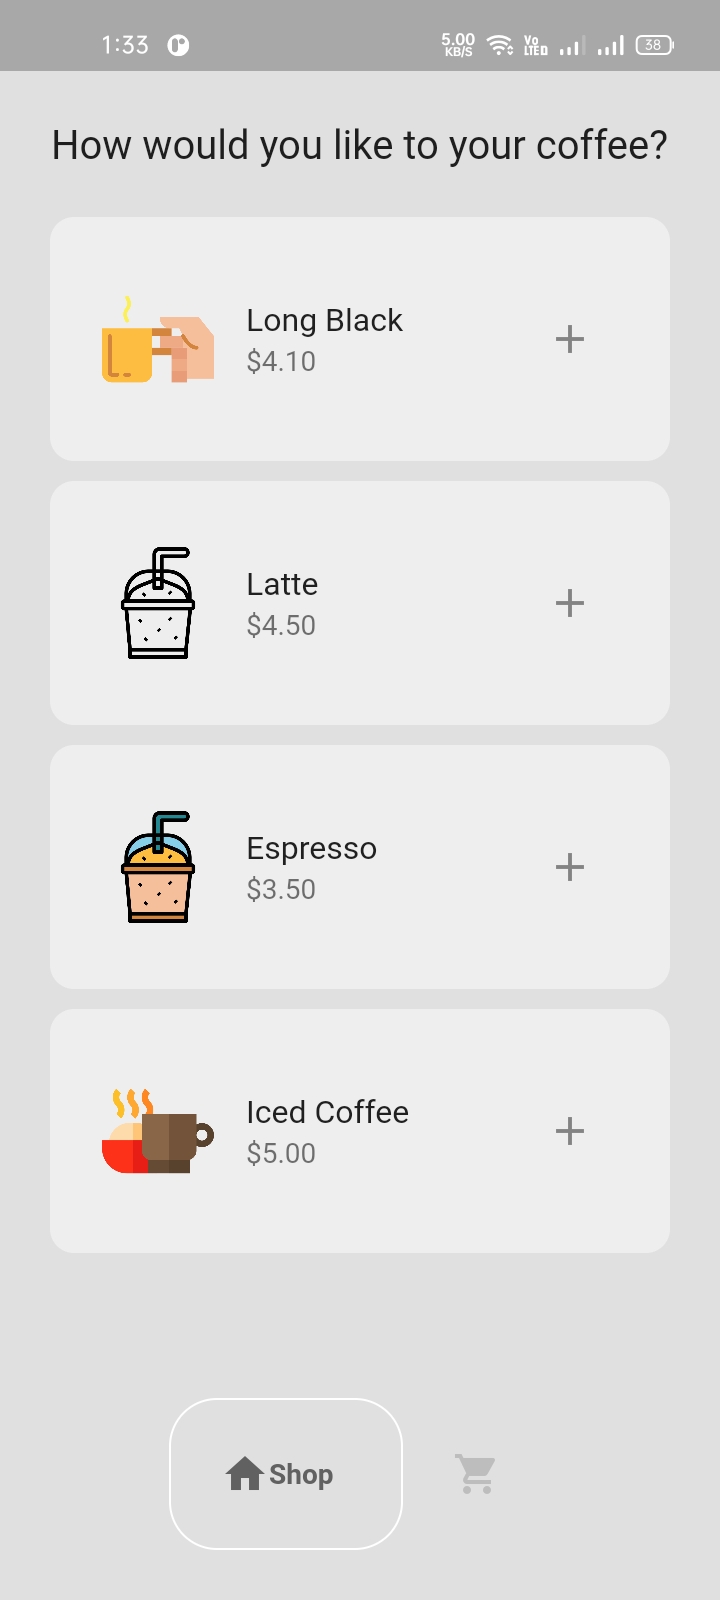 1:33
5.00 KB/S
Vo LTE
38
How would you like to your coffee?
Long Black
$4.10
Latte
$4.50
Espresso
$3.50
Iced Coffee
$5.00
Shop